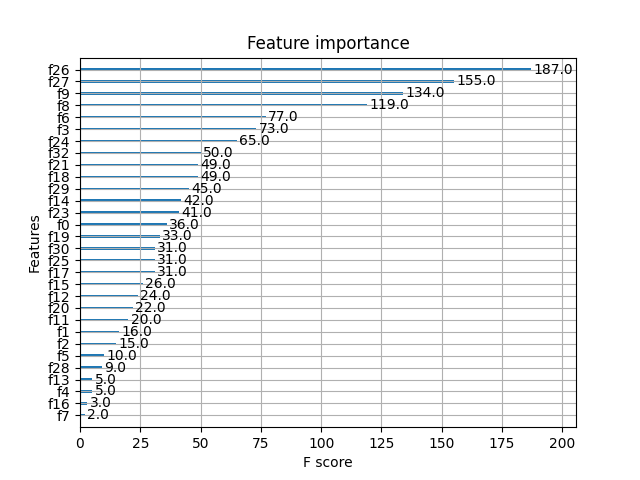 Feature importance
f26 187.0
f27 155.0
f9 134.0
f8 119.0
f6 77.0
f3 73.0
f24 65.0
f32 50.0
f21 49.0
f18 49.0
f29 45.0
f14 42.0
f23 41.0
f0 36.0
f19 33.0
f30 31.0
f25 31.0
f17 31.0
f15 26.0
f12 24.0
f20 22.0
f11 20.0
f1 16.0
f2 15.0
f5 10.0
f28 9.0
f13 5.0
f4 5.0
f16 3.0
f7 2.0
Features
0 25 50 75 100 125 150 175 200
F score